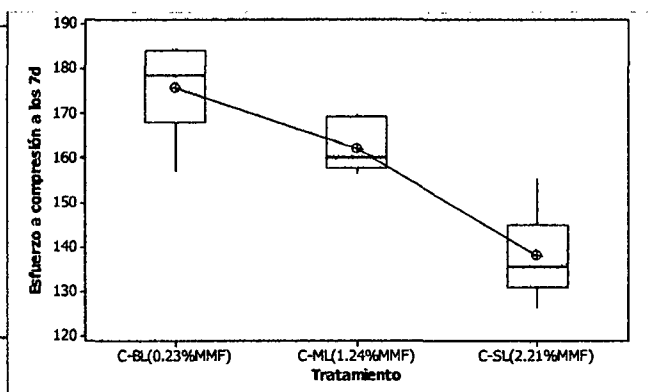 190
180
170
160
150
140
130
120
Esfuerzo a compresión a los 7d
C-BL(0.23%MMF)
C-ML(1.24%MMF)
C-SL(2.21%MMF)
Tratamiento